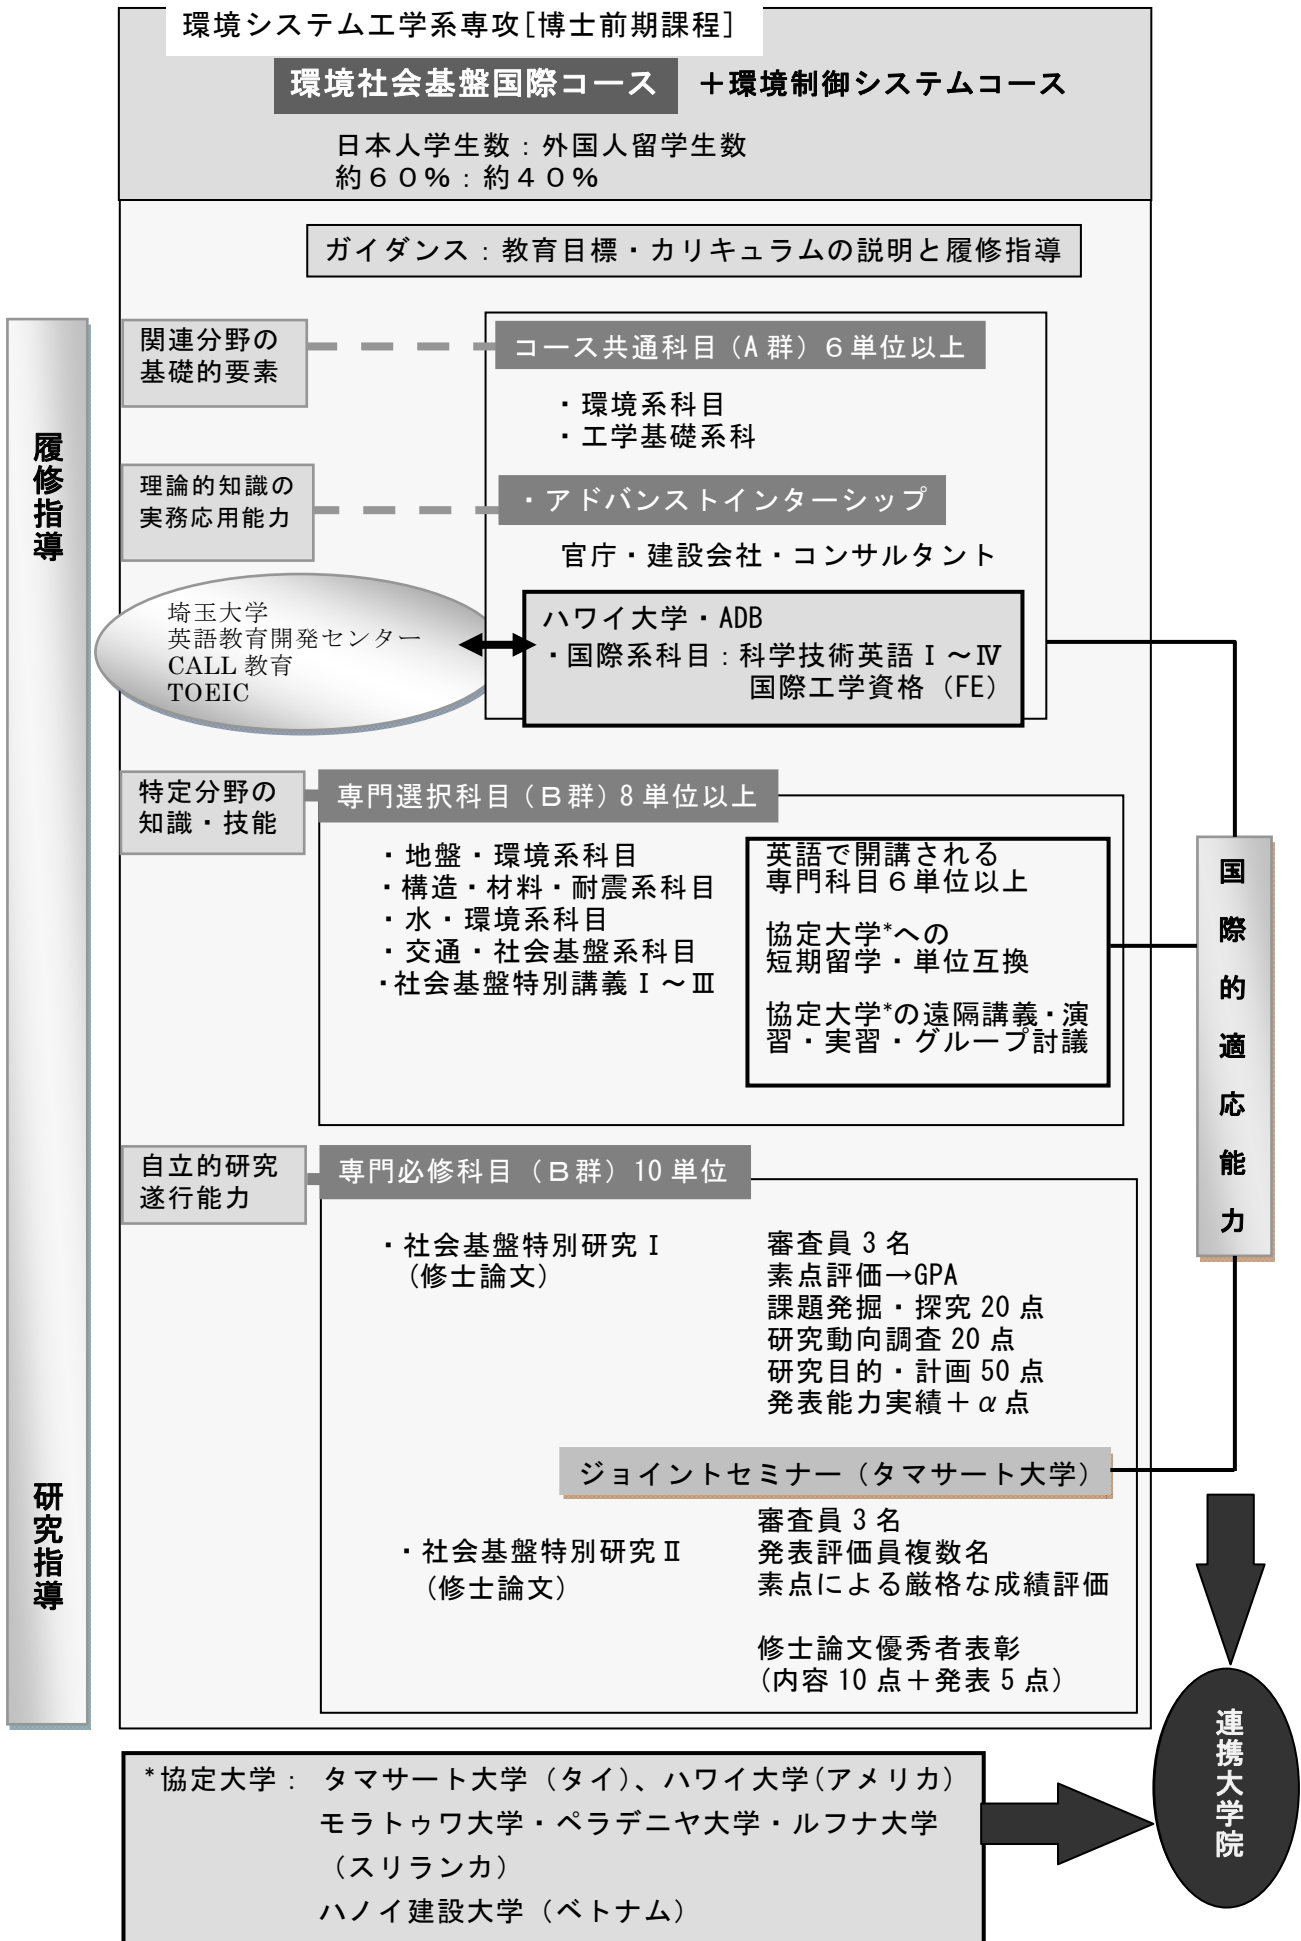 環境システム工学系専攻[博士前期課程]
環境社会基盤国際コース ＋環境制御システムコース
日本人学生数：外国人留学生数
約６０％：約４０％
ガイダンス：教育目標・カリキュラムの説明と履修指導
履修指導
関連分野の
基礎的要素
コース共通科目（A 群）６単位以上
・環境系科目
・工学基礎系科
理論的知識の
実務応用能力
・アドバンストインターシップ
官庁・建設会社・コンサルタント
埼玉大学
英語教育開発センター
CALL 教育
TOEIC
ハワイ大学・ADB
・国際系科目：科学技術英語Ⅰ～Ⅳ
国際工学資格（FE）
特定分野の
知識・技能
専門選択科目（Ｂ群）8 単位以上
・地盤・環境系科目
・構造・材料・耐震系科目
・水・環境系科目
・交通・社会基盤系科目
・社会基盤特別講義Ⅰ～Ⅲ
英語で開講される
専門科目６単位以上
協定大学*への
短期留学・単位互換
協定大学*の遠隔講義・演
習・実習・グループ討議
国際的適応能力
自立的研究
遂行能力
専門必修科目（Ｂ群）10 単位
・社会基盤特別研究Ⅰ
（修士論文）
審査員 3 名
素点評価→GPA
課題発掘・探究 20 点
研究動向調査 20 点
研究目的・計画 50 点
発表能力実績＋α点
ジョイントセミナー（タマサート大学）
研究指導
・社会基盤特別研究Ⅱ
（修士論文）
審査員 3 名
発表評価員複数名
素点による厳格な成績評価
修士論文優秀者表彰
（内容 10 点＋発表 5 点）
連携大学院
*協定大学： タマサート大学（タイ）、ハワイ大学（アメリカ）
モラトゥワ大学・ペラデニヤ大学・ルフナ大学
（スリランカ）
ハノイ建設大学（ベトナム）